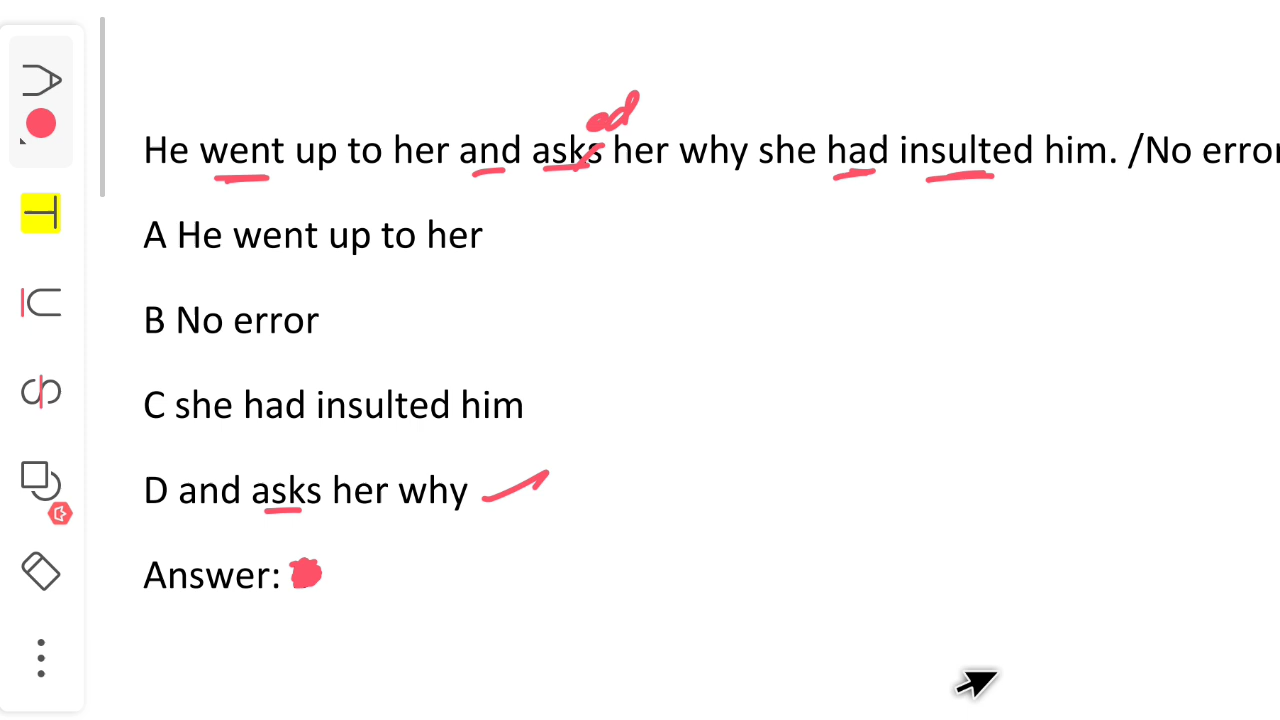 ed
He went up to her and asks her why she had insulted him. /No error
A He went up to her
B No error
C she had insulted him
D and asks her why
Answer: